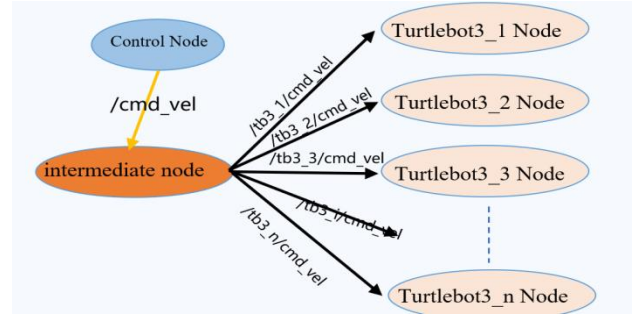 Control Node
/cmd_vel
intermediate node
/tb3_1/cmd_vel
/tb3_2/cmd_vel
/tb3_3/cmd_vel
/tb3_i/cmd_vel
/tb3_n/cmd_vel
Turtlebot3_1 Node
Turtlebot3_2 Node
Turtlebot3_3 Node
Turtlebot3_n Node